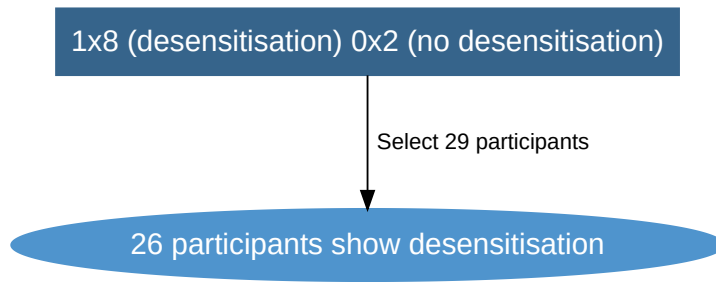 1x8 (desensitisation) 0x2 (no desensitisation)
Select 29 participants
26 participants show desensitisation